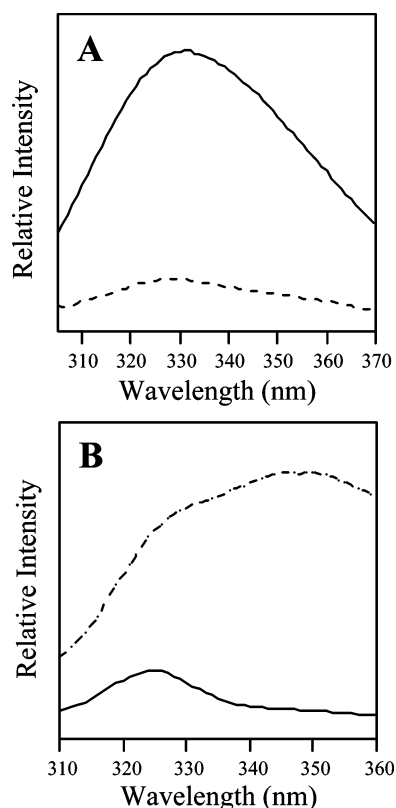 A
Relative Intensity
310 320 330 340 350 360 370
Wavelength (nm)
B
Relative Intensity
310 320 330 340 350 360
Wavelength (nm)